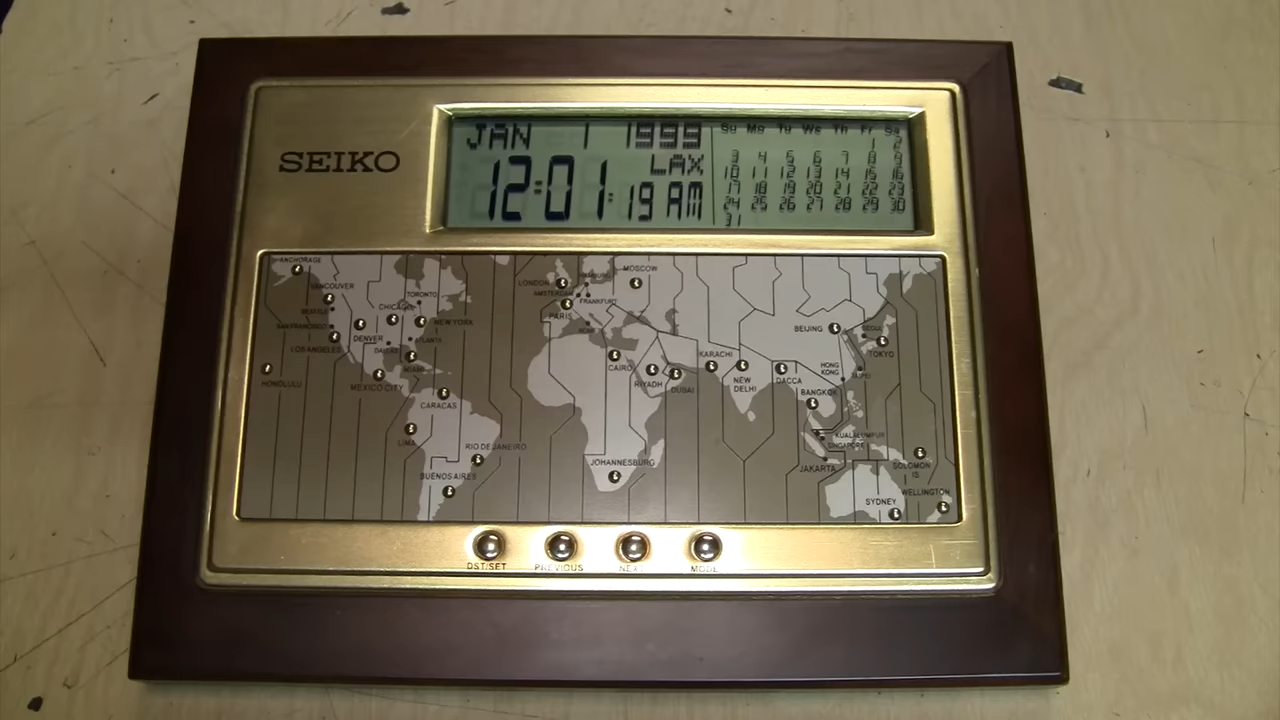 SEIKO
JAN 1 1999
LAX
12:01:19 AM
Su Mo Tu We Th Fr Sa
1 2
3 4 5 6 7 8 9
10 11 12 13 14 15 16
17 18 19 20 21 22 23
24 25 26 27 28 29 30
31
ANCHORAGE
VANCOUVER
SEATTLE
SAN FRANCISCO
LOS ANGELES
HONOLULU
DENVER
CHICAGO
TORONTO
NEW YORK
DALLAS
ATLANTA
MIAMI
MEXICO CITY
CARACAS
LIMA
RIO DE JANEIRO
BUENOS AIRES
LONDON
HAMBURG
AMSTERDAM
FRANKFURT
PARIS
ROME
MOSCOW
CAIRO
RIYADH
DUBAI
JOHANNESBURG
KARACHI
NEW
DELHI
DACCA
BANGKOK
BEIJING
SEOUL
TOKYO
HONG
KONG
TAIPEI
KUALALUMPUR
SINGAPORE
JAKARTA
SOLOMON
IS
SYDNEY
WELLINGTON
DST/SET
PREVIOUS
NEXT
MODE